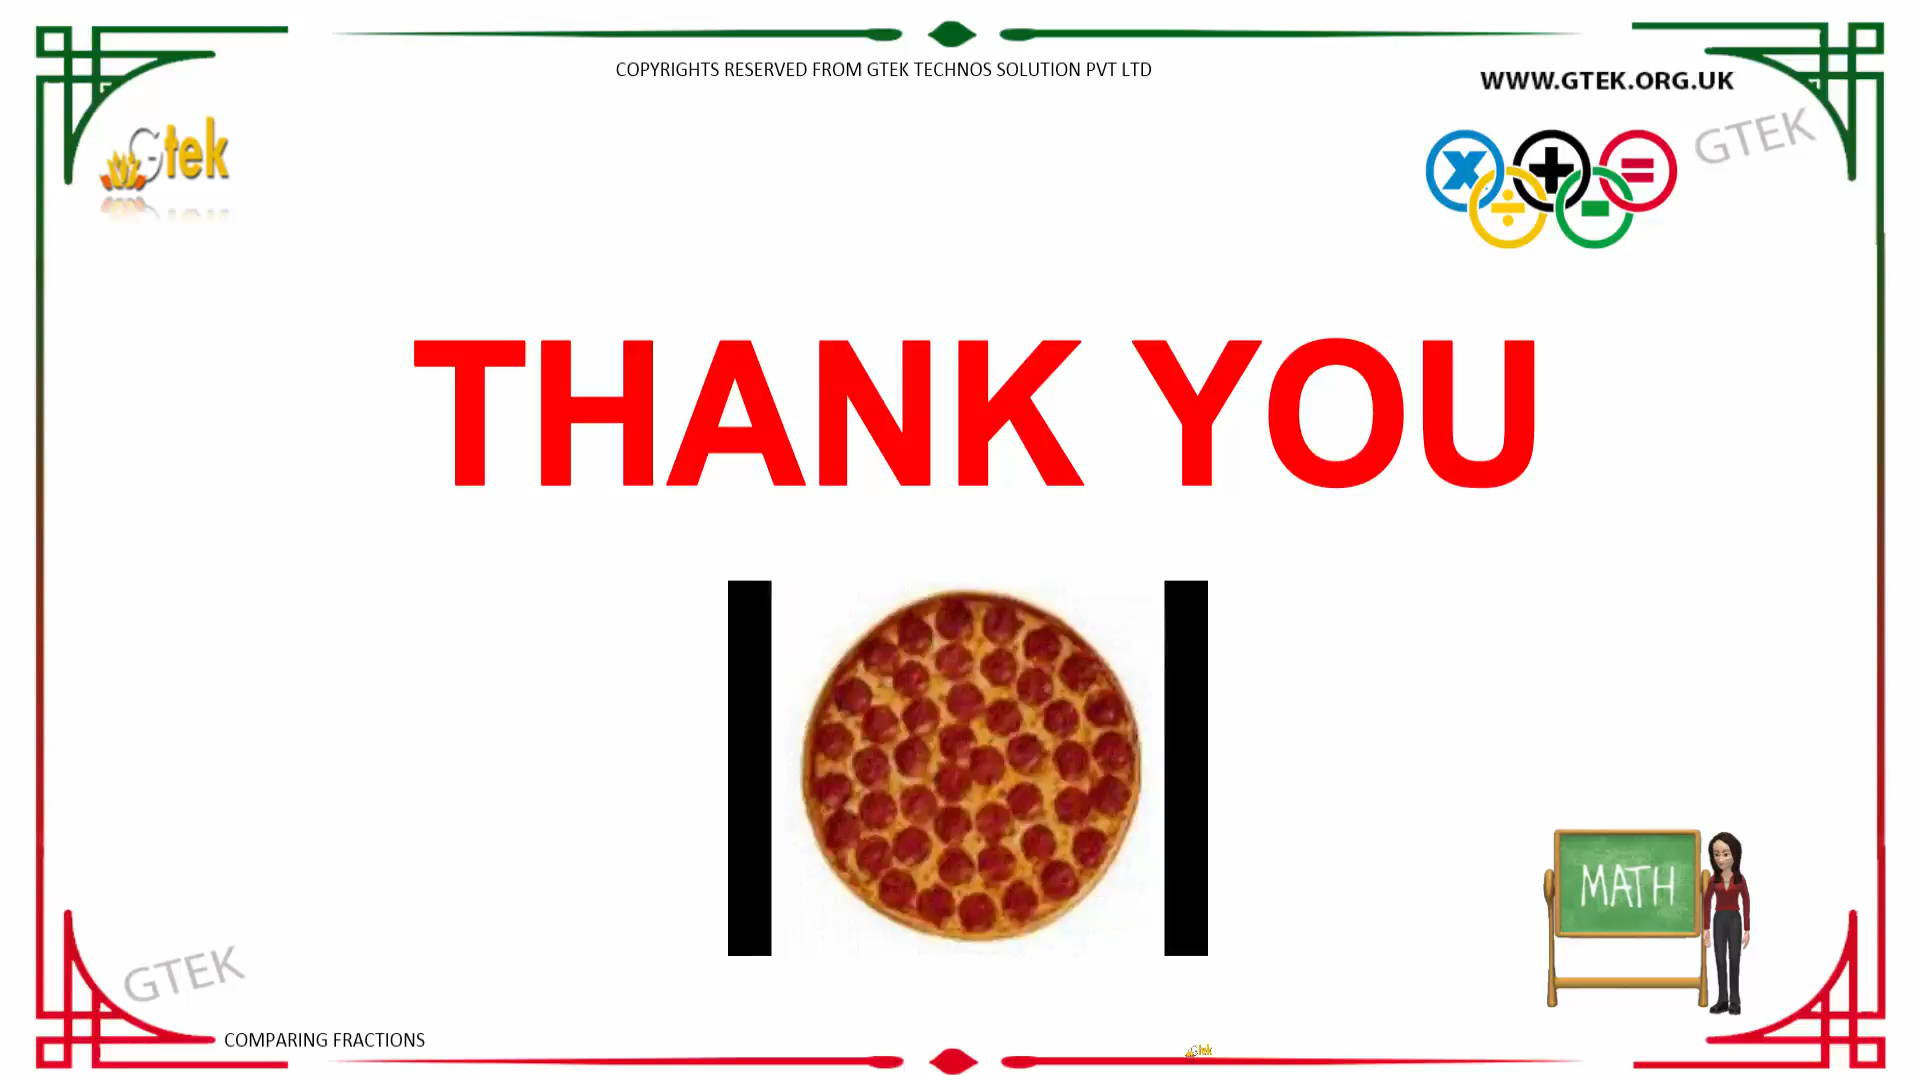 COPYRIGHTS RESERVED FROM GTEK TECHNOS SOLUTION PVT LTD
WWW.GTEK.ORG.UK
Gtek
GTEK
THANK YOU
MATH
GTEK
COMPARING FRACTIONS
Gtek